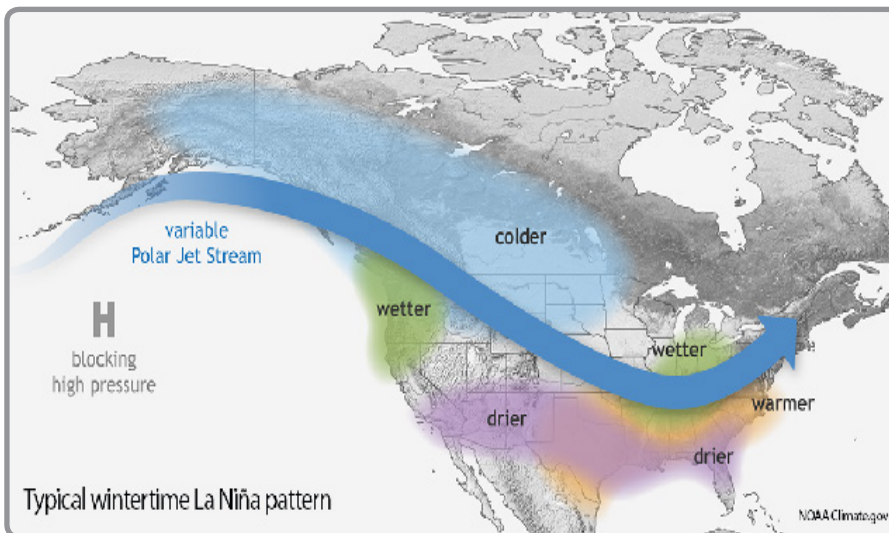 colder
variable
Polar Jet Stream
wetter
H
blocking
high pressure
wetter
warmer
drier
drier
Typical wintertime La Niña pattern
NOAA Climate.gov